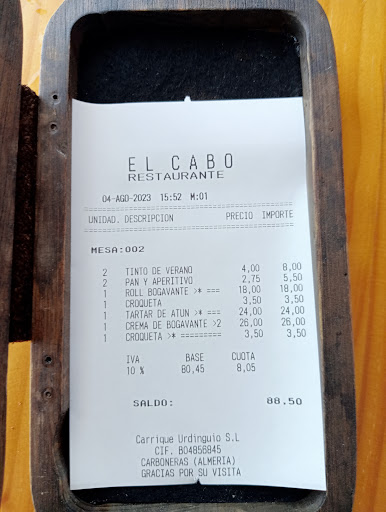 EL CABO
RESTAURANTE
04-AGO-2023 15:52 M:01
UNIDAD. DESCRIPCION PRECIO IMPORTE
MESA:002
2 TINTO DE VERANO 4,00 8,00
2 PAN Y APERITIVO 2,75 5,50
1 ROLL BOGAVANTE >* === 18,00 18,00
1 CROQUETA 3,50 3,50
1 TARTAR DE ATUN >* === 24,00 24,00
1 CREMA DE BOGAVANTE >2 26,00 26,00
1 CROQUETA >* ========= 3,50 3,50
IVA BASE CUOTA
10 % 80,45 8,05
SALDO: 88.50
Carrique Urdinguio S.L
CIF. B04856845
CARBONERAS (ALMERIA)
GRACIAS POR SU VISITA